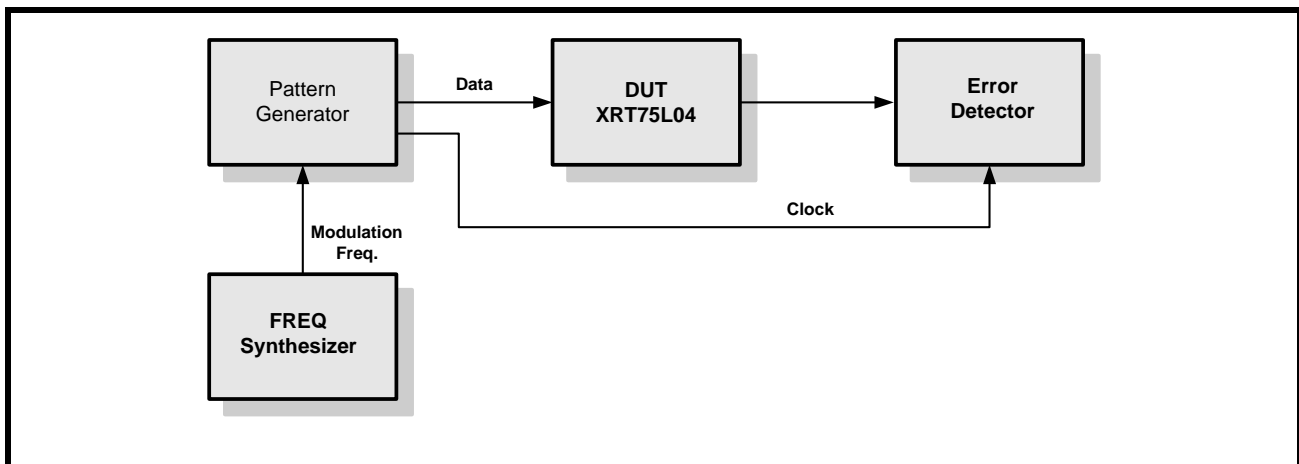 Pattern
Generator
Data
DUT
XRT75L04
Error
Detector
Clock
Modulation
Freq.
FREQ
Synthesizer